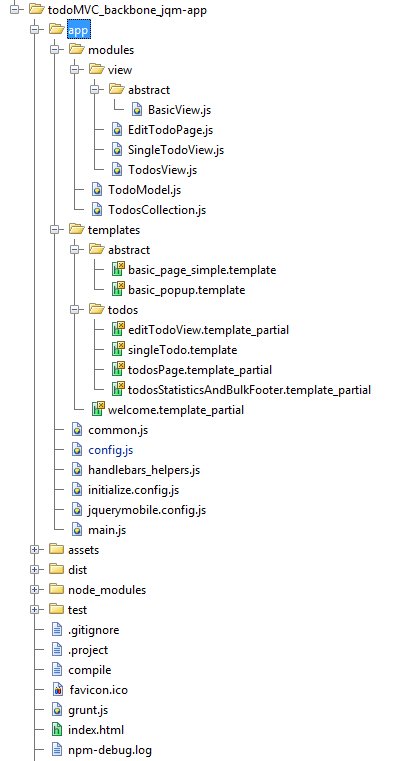 todoMVC_backbone_jqm-app
app
modules
view
abstract
BasicView.js
EditTodoPage.js
SingleTodoView.js
TodosView.js
TodoModel.js
TodosCollection.js
templates
abstract
basic_page_simple.template
basic_popup.template
todos
editTodoView.template_partial
singleTodo.template
todosPage.template_partial
todosStatisticsAndBulkFooter.template_partial
welcome.template_partial
common.js
config.js
handlebars_helpers.js
initialize.config.js
jquerymobile.config.js
main.js
assets
dist
node_modules
test
.gitignore
.project
compile
favicon.ico
grunt.js
index.html
npm-debug.log